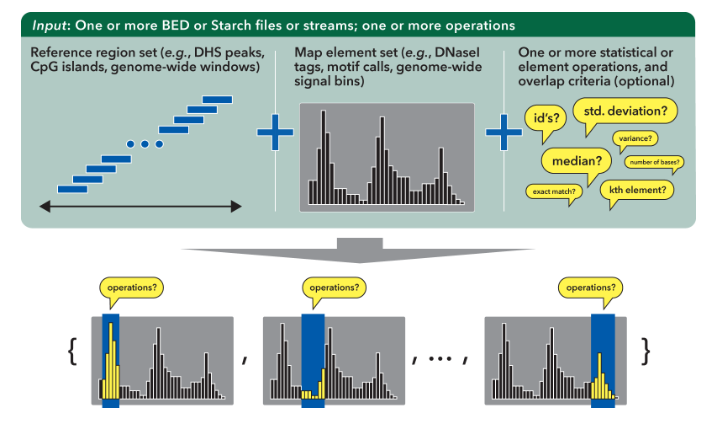 Input: One or more BED or Starch files or streams; one or more operations
Reference region set (e.g., DHS peaks,
CpG islands, genome-wide windows)
Map element set (e.g., DNaseI
tags, motif calls, genome-wide
signal bins)
One or more statistical or
element operations, and
overlap criteria (optional)
id's?
std. deviation?
variance?
median?
number of bases?
exact match?
kth element?
+
+
operations?
operations?
operations?
{ , , ... , }